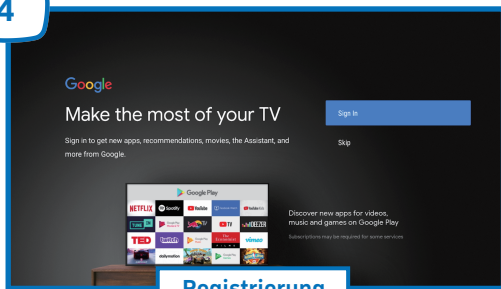 4
Google
Make the most of your TV
Sign in to get new apps, recommendations, movies, the Assistant, and
more from Google.
Sign In
Skip
Google Play
NETFLIX Spotify YouTube
TV DEEZER
TED twitch vimeo
dailymotion
Discover new apps for videos,
music and games on Google Play
Subscriptions may be required for some services
Registrierung